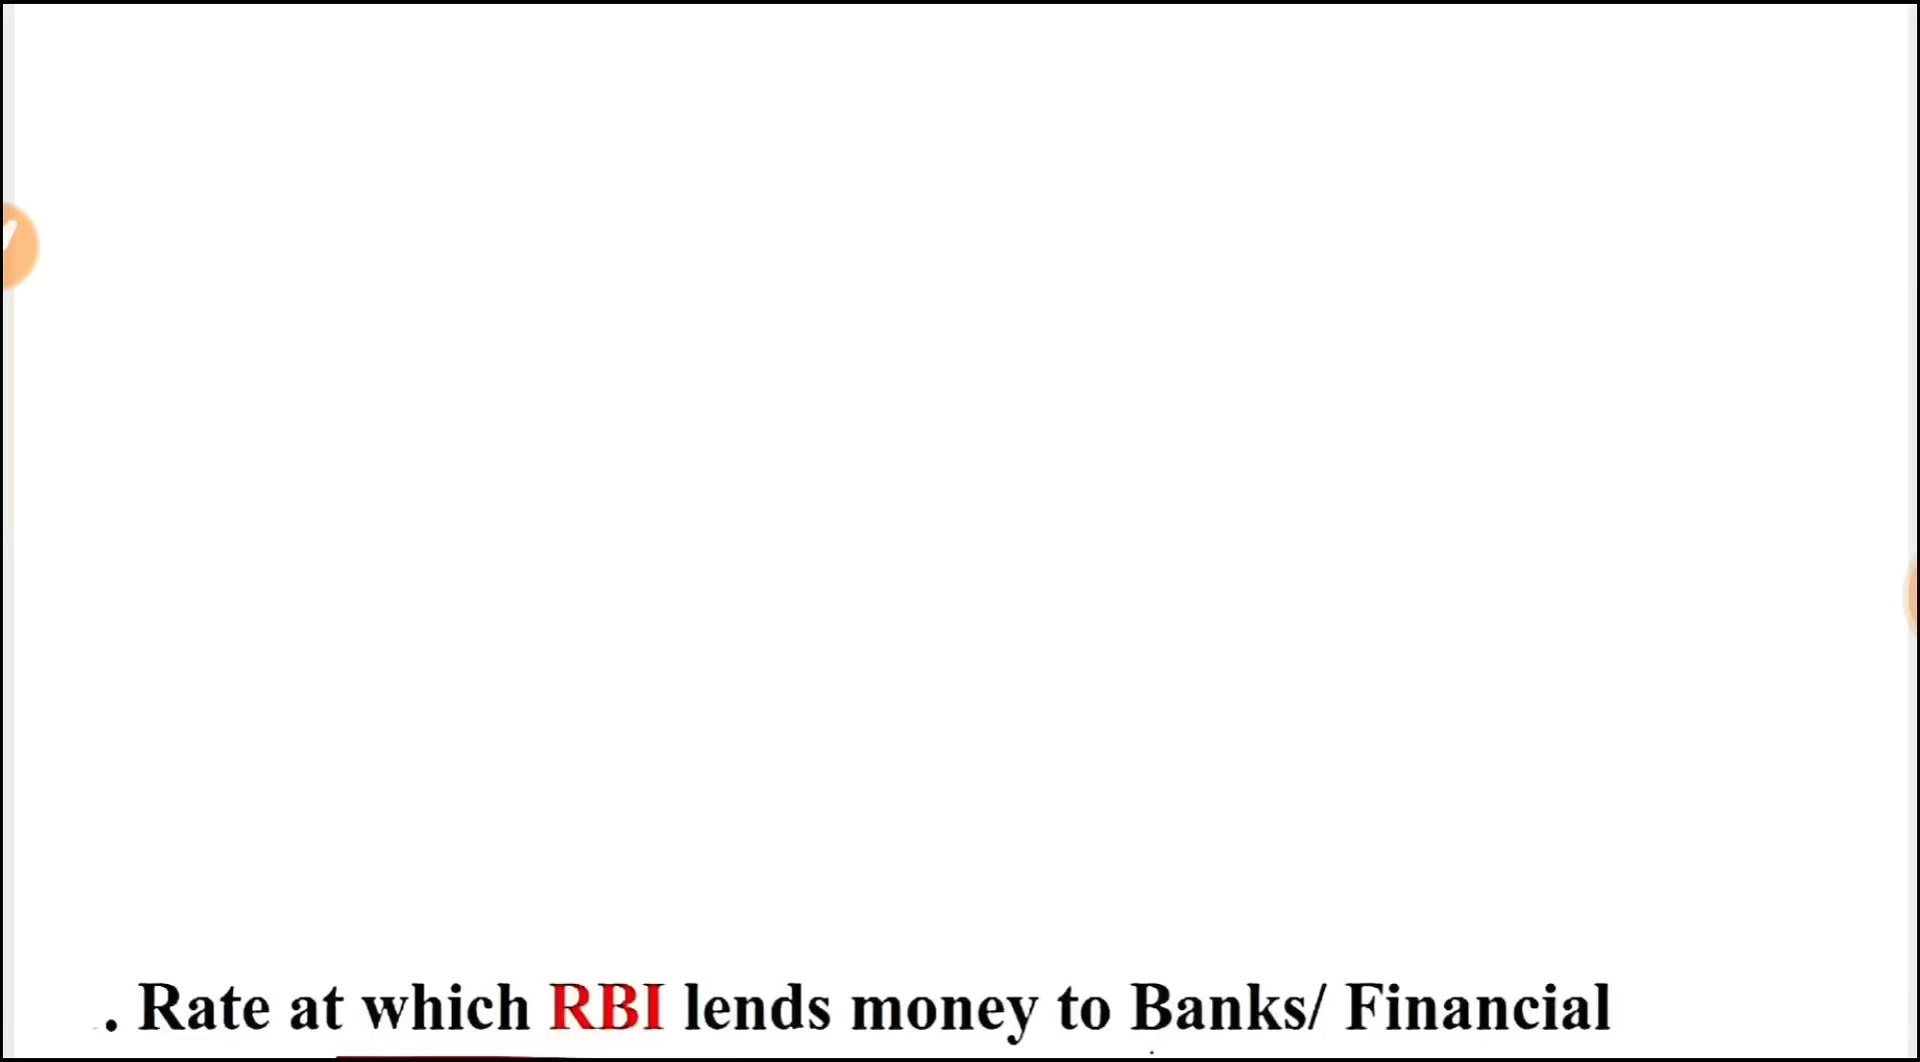 . Rate at which RBI lends money to Banks/ Financial